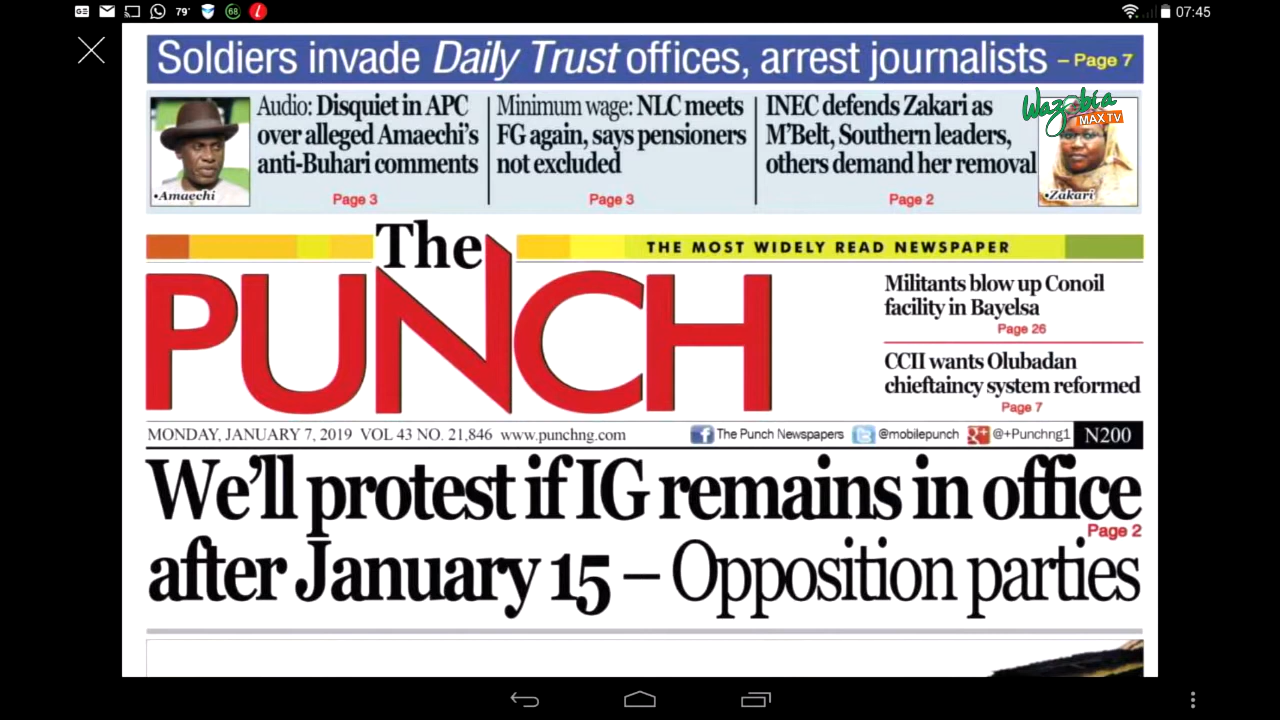 GE 79° 68 07:45
Soldiers invade Daily Trust offices, arrest journalists – Page 7
Audio: Disquiet in APC
over alleged Amaechi's
anti-Buhari comments
Page 3
•Amaechi
Minimum wage: NLC meets
FG again, says pensioners
not excluded
Page 3
INEC defends Zakari as
M'Belt, Southern leaders,
others demand her removal
Page 2
•Zakari
Wazobia
MAX TV
The
PUNCH
THE MOST WIDELY READ NEWSPAPER
Militants blow up Conoil
facility in Bayelsa
Page 26
CCII wants Olubadan
chieftaincy system reformed
Page 7
MONDAY, JANUARY 7, 2019 VOL 43 NO. 21,846 www.punchng.com f The Punch Newspapers @mobilepunch g+ @+Punchng1 N200
We'll protest if IG remains in office
Page 2
after January 15 – Opposition parties